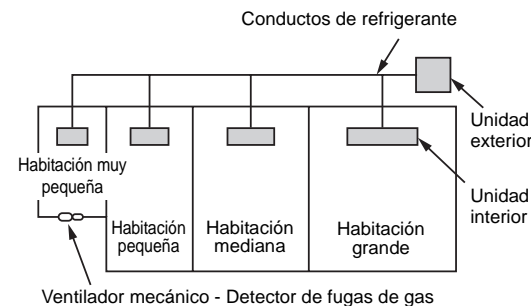 Conductos de refrigerante
Unidad
exterior
Habitación muy
pequeña
Unidad
interior
Habitación
pequeña
Habitación
mediana
Habitación
grande
Ventilador mecánico - Detector de fugas de gas